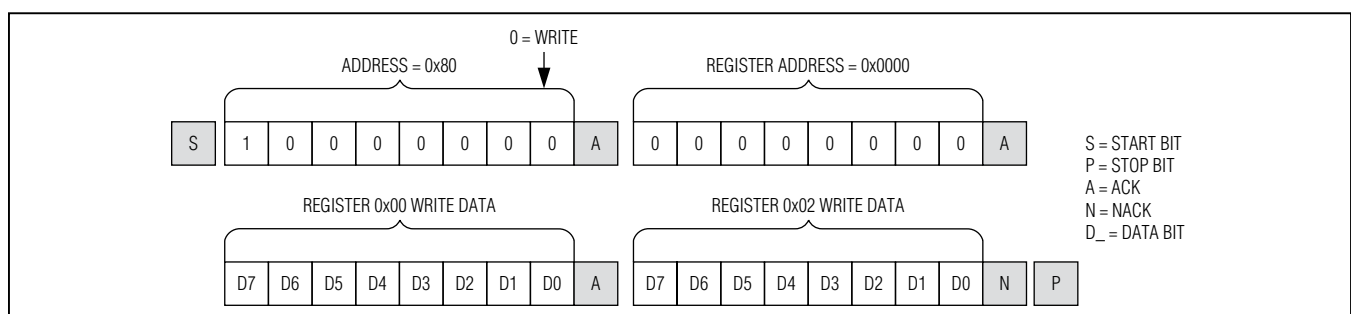 0 = WRITE
ADDRESS = 0x80 REGISTER ADDRESS = 0x0000
S 1 0 0 0 0 0 0 0 A 0 0 0 0 0 0 0 0 A
S = START BIT
P = STOP BIT
A = ACK
N = NACK
D_ = DATA BIT
REGISTER 0x00 WRITE DATA REGISTER 0x02 WRITE DATA
D7 D6 D5 D4 D3 D2 D1 D0 A D7 D6 D5 D4 D3 D2 D1 D0 N P